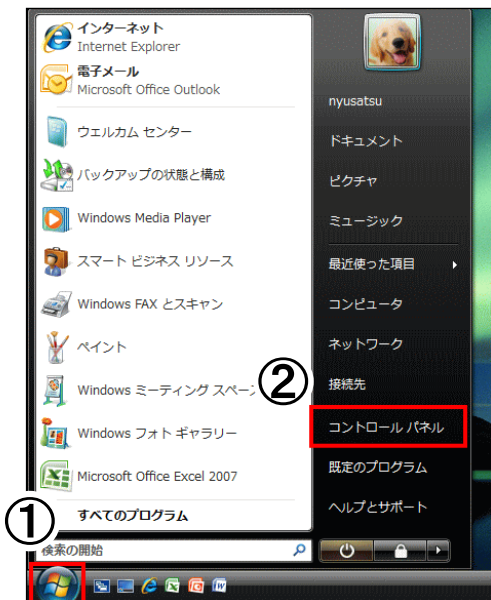 インターネット
Internet Explorer
電子メール
Microsoft Office Outlook
ウェルカム センター
バックアップの状態と構成
Windows Media Player
スマート ビジネス リソース
Windows FAX とスキャン
ペイント
Windows ミーティング スペー
Windows フォト ギャラリー
Microsoft Office Excel 2007
すべてのプログラム
検索の開始
nyusatsu
ドキュメント
ピクチャ
ミュージック
最近使った項目
コンピュータ
ネットワーク
接続先
コントロール パネル
既定のプログラム
ヘルプとサポート
①
②